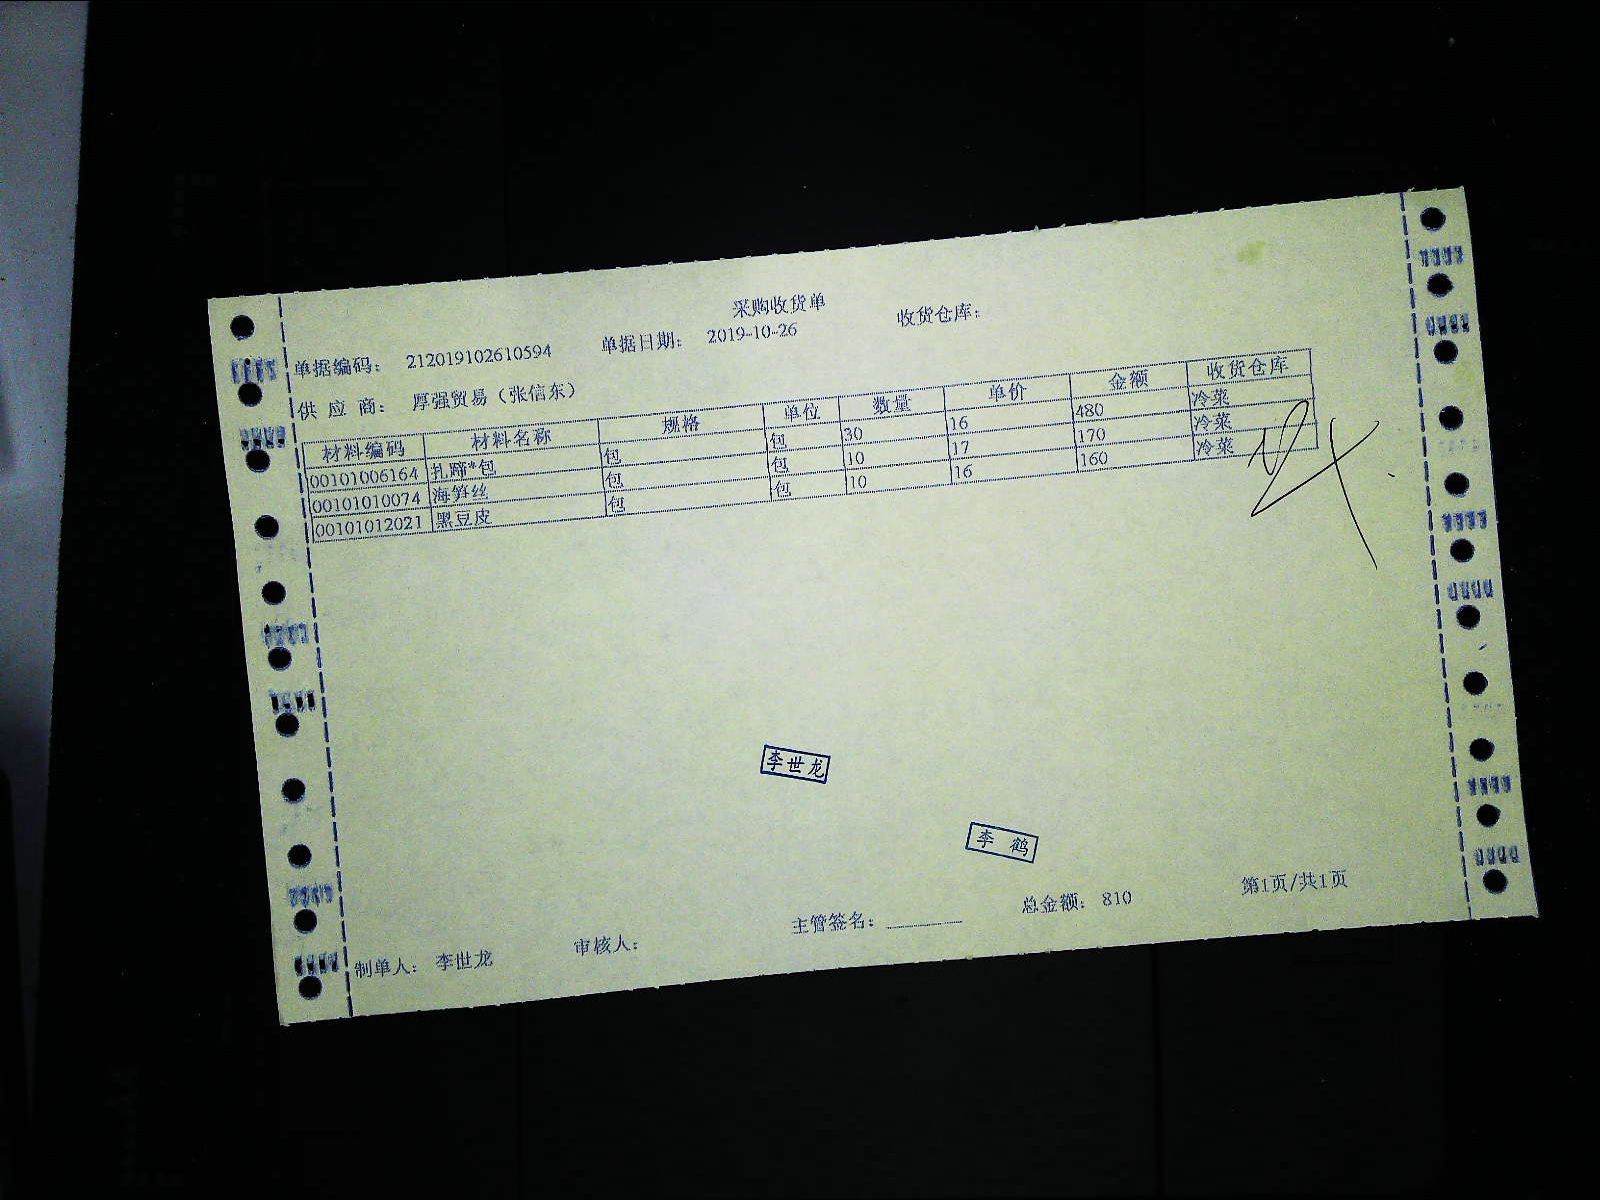 采购收货单
单据编码： 212019102610594 单据日期： 2019-10-26 收货仓库：
供 应 商： 厚强贸易（张信东）
材料编码 材料名称 规格 单位 数量 单价 金额 收货仓库
00101006164 扎蹄*包 包 包 30 16 480 冷菜
00101010074 海笋丝 包 包 10 17 170 冷菜
00101012021 黑豆皮 包 包 10 16 160 冷菜
李世龙
李 鹤
制单人： 李世龙 审核人： 主管签名： 总金额： 810 第1页/共1页